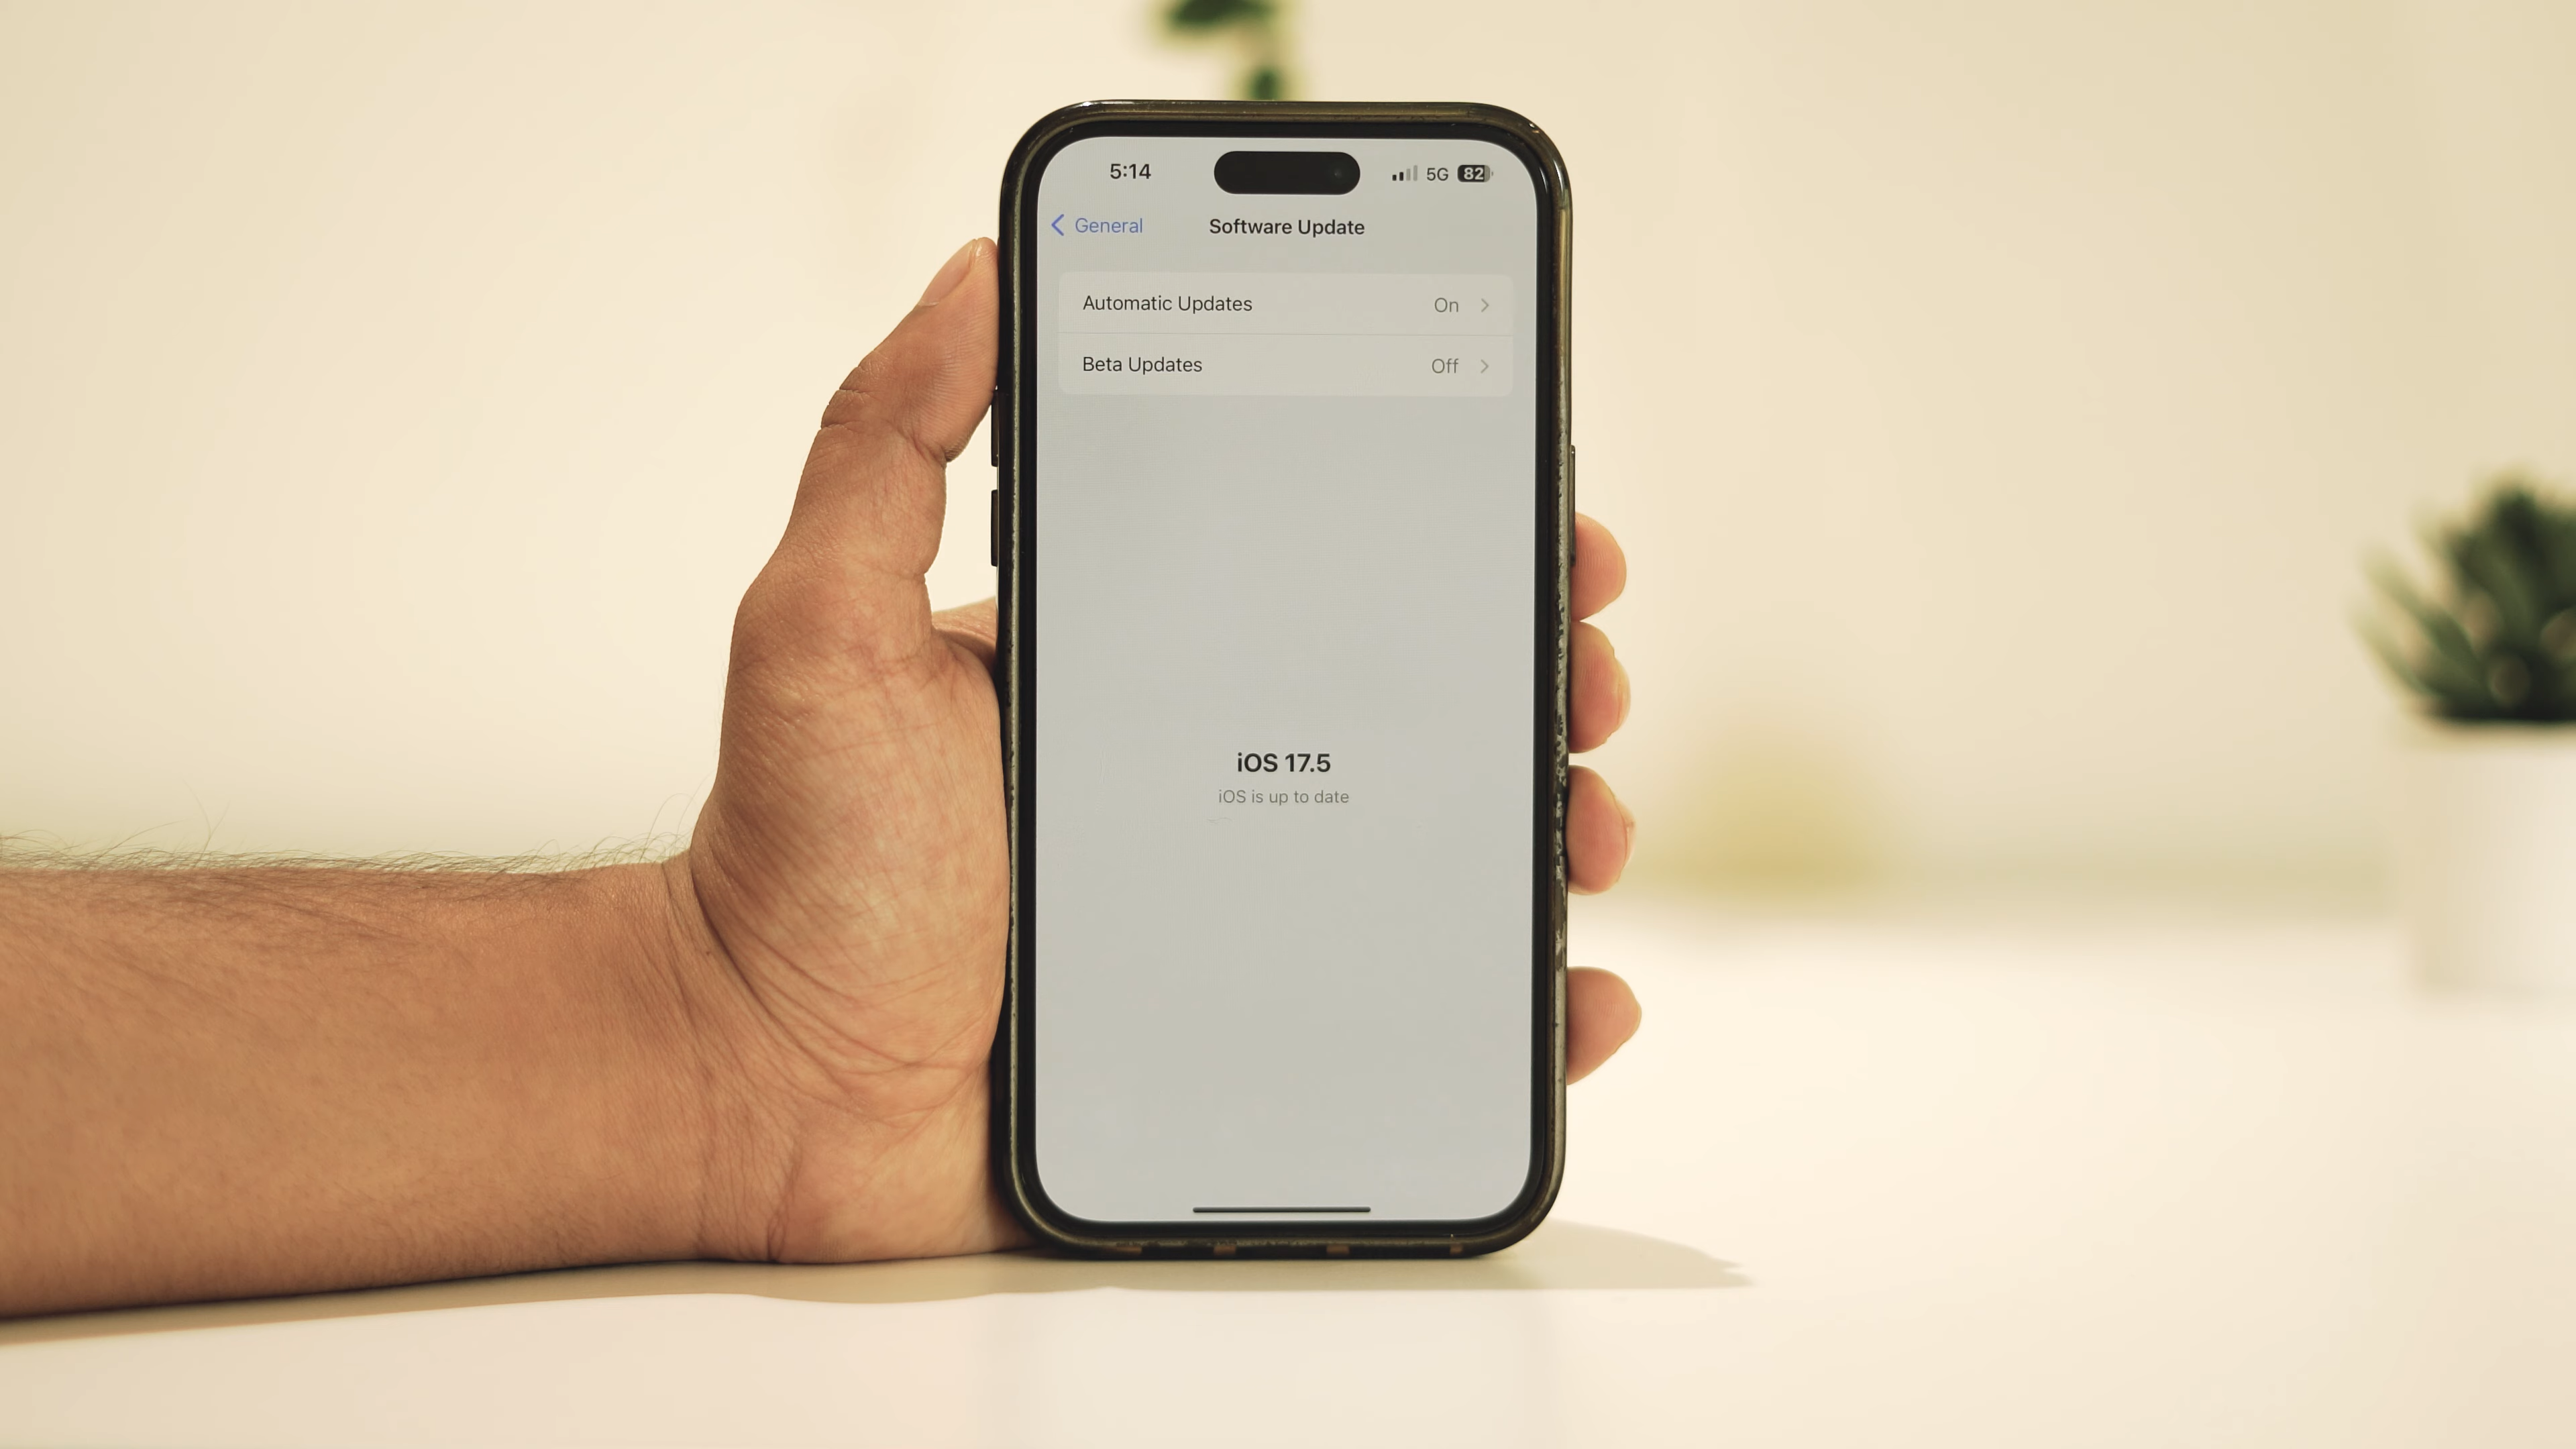 5:14 5G 82
General Software Update
Automatic Updates On
Beta Updates Off
iOS 17.5
iOS is up to date